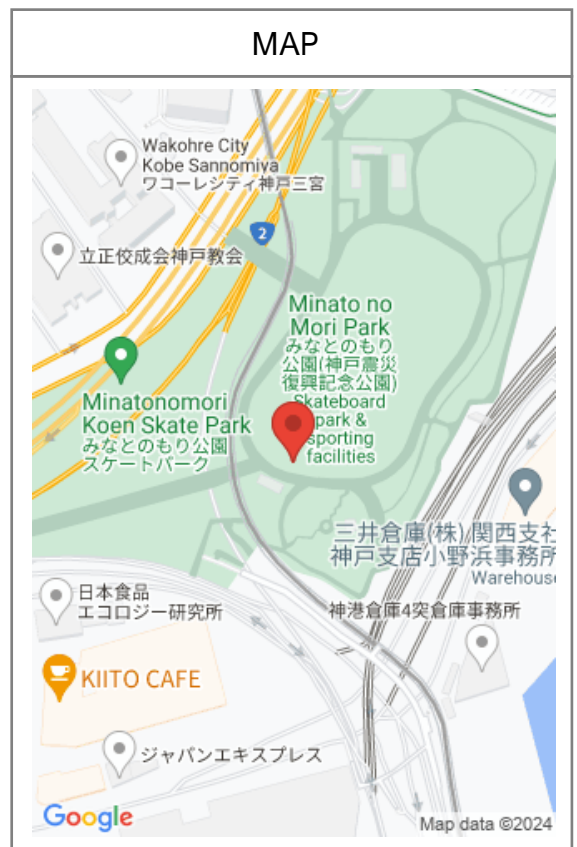 MAP
Wakohre City
Kobe Sannomiya
ワコーレシティ神戸三宮
2
立正佼成会神戸教会
Minato no
Mori Park
みなとのもり
公園(神戸震災
復興記念公園)
Skateboard
park &
sporting
facilities
Minatonomori
Koen Skate Park
みなとのもり公園
スケートパーク
三井倉庫(株)関西支社
神戸支店小野浜事務所
Warehouse
日本食品
エコロジー研究所
神港倉庫4突倉庫事務所
KIITO CAFE
ジャパンエキスプレス
Google
Map data ©2024